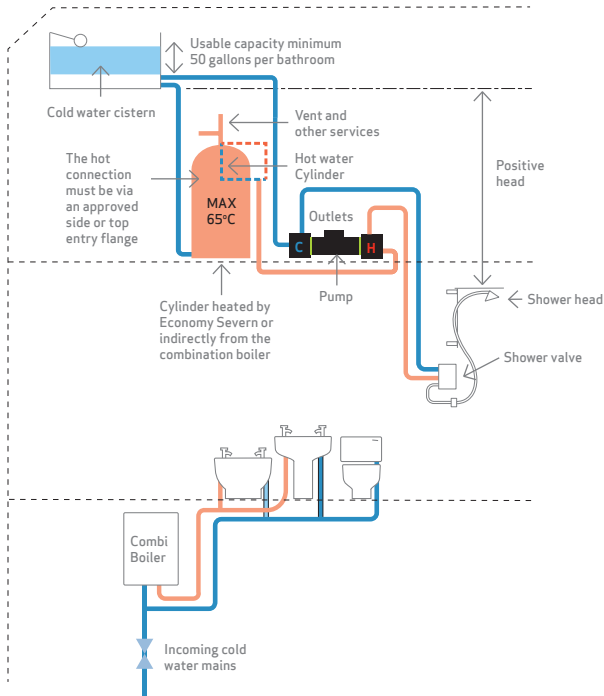 Usable capacity minimum
50 gallons per bathroom
Cold water cistern
Vent and
other services
The hot
connection
must be via
an approved
side or top
entry flange
Hot water
Cylinder
Positive
head
MAX
65ºC
Outlets
C
H
Pump
Cylinder heated by
Economy Severn or
indirectly from the
combination boiler
Shower head
Shower valve
Combi
Boiler
Incoming cold
water mains